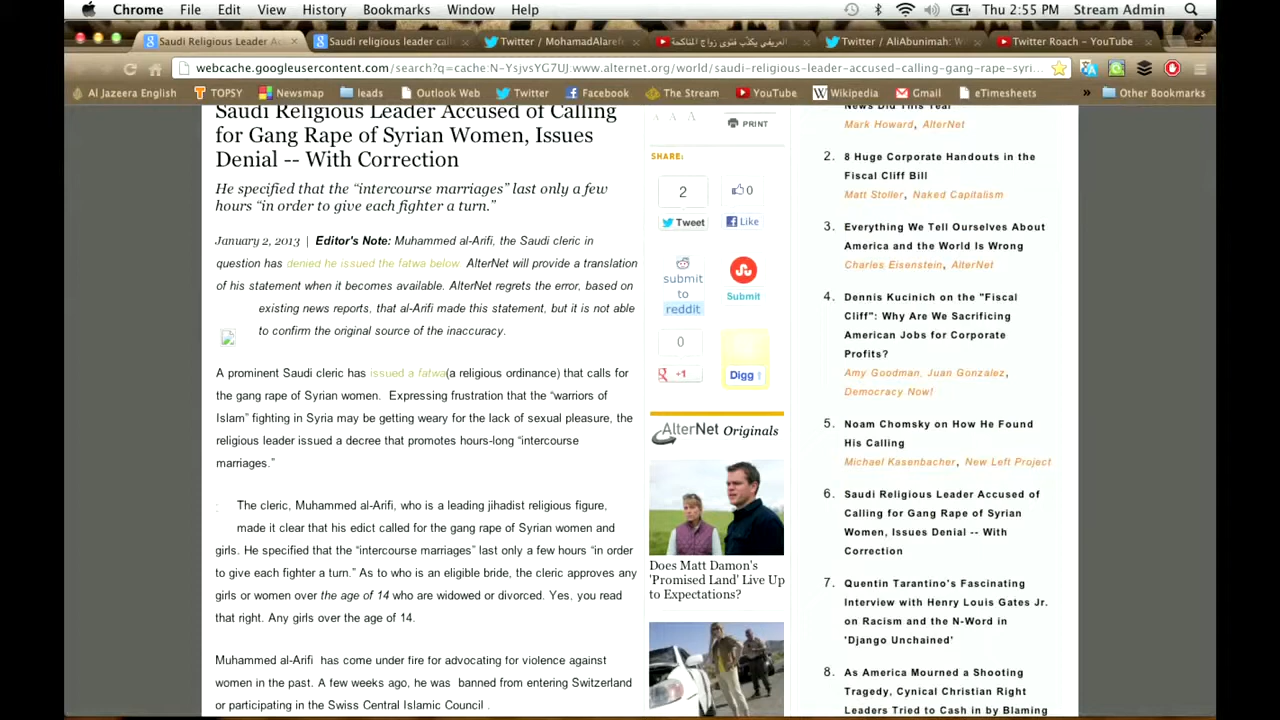 Chrome File Edit View History Bookmarks Window Help Thu 2:55 PM Stream Admin
Saudi Religious Leader A
Saudi religious leader call
Twitter / MohamadAlarefe
العريفي يكذّب فتوى زواج المناكحة
Twitter / AliAbunimah: W
Twitter Roach - YouTube
webcache.googleusercontent.com/search?q=cache:N-YsjvsYG7UJ:www.alternet.org/world/saudi-religious-leader-accused-calling-gang-rape-syri...
Al Jazeera English TOPSY Newsmap leads Outlook Web Twitter Facebook The Stream YouTube Wikipedia Gmail eTimesheets » Other Bookmarks
Saudi Religious Leader Accused of Calling
for Gang Rape of Syrian Women, Issues
Denial -- With Correction
He specified that the “intercourse marriages” last only a few
hours “in order to give each fighter a turn.”
January 2, 2013 | Editor's Note: Muhammed al-Arifi, the Saudi cleric in
question has denied he issued the fatwa below. AlterNet will provide a translation
of his statement when it becomes available. AlterNet regrets the error, based on
existing news reports, that al-Arifi made this statement, but it is not able
to confirm the original source of the inaccuracy.
A prominent Saudi cleric has issued a fatwa(a religious ordinance) that calls for
the gang rape of Syrian women. Expressing frustration that the “warriors of
Islam” fighting in Syria may be getting weary for the lack of sexual pleasure, the
religious leader issued a decree that promotes hours-long “intercourse
marriages.”
The cleric, Muhammed al-Arifi, who is a leading jihadist religious figure,
made it clear that his edict called for the gang rape of Syrian women and
girls. He specified that the “intercourse marriages” last only a few hours “in order
to give each fighter a turn.” As to who is an eligible bride, the cleric approves any
girls or women over the age of 14 who are widowed or divorced. Yes, you read
that right. Any girls over the age of 14.
Muhammed al-Arifi has come under fire for advocating for violence against
women in the past. A few weeks ago, he was banned from entering Switzerland
or participating in the Swiss Central Islamic Council .
A A A PRINT
SHARE:
2 0
Tweet Like
submit
to
reddit
Submit
0
+1
Digg
AlterNet Originals
Does Matt Damon's
'Promised Land' Live Up
to Expectations?
News Did This Year
Mark Howard, AlterNet
2. 8 Huge Corporate Handouts in the
Fiscal Cliff Bill
Matt Stoller, Naked Capitalism
3. Everything We Tell Ourselves About
America and the World Is Wrong
Charles Eisenstein, AlterNet
4. Dennis Kucinich on the "Fiscal
Cliff": Why Are We Sacrificing
American Jobs for Corporate
Profits?
Amy Goodman, Juan Gonzalez,
Democracy Now!
5. Noam Chomsky on How He Found
His Calling
Michael Kasenbacher, New Left Project
6. Saudi Religious Leader Accused of
Calling for Gang Rape of Syrian
Women, Issues Denial -- With
Correction
7. Quentin Tarantino's Fascinating
Interview with Henry Louis Gates Jr.
on Racism and the N-Word in
'Django Unchained'
8. As America Mourned a Shooting
Tragedy, Cynical Christian Right
Leaders Tried to Cash in by Blaming